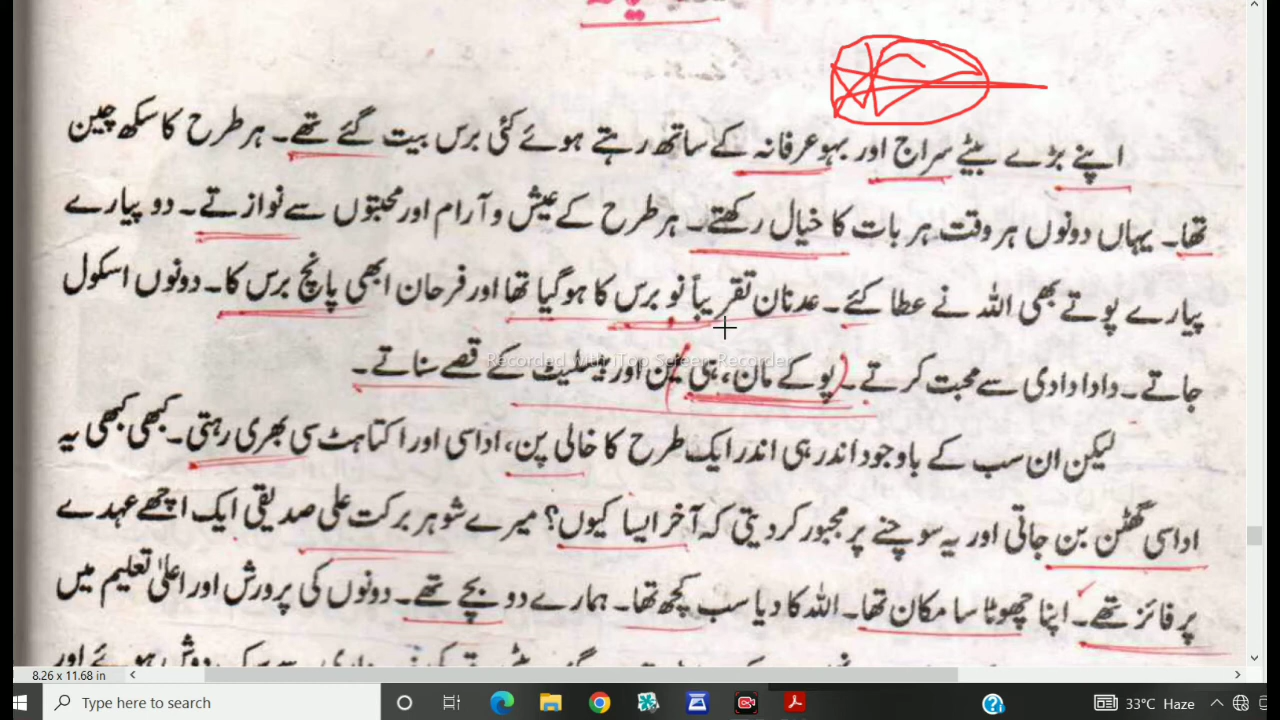 اپنے بڑے بیٹے سراج اور بہو عرفانہ کے ساتھ رہتے ہوئے کئی برس بیت گئے تھے۔ ہر طرح کا سکھ چین
تھا۔ یہاں دونوں ہر وقت ہر بات کا خیال رکھتے۔ ہر طرح کے عیش و آرام اور محبتوں سے نوازتے۔ دو پیارے
پیارے پوتے بھی اللہ نے عطا کئے۔ عدنان تقریباً نو برس کا ہوگیا تھا اور فرحان ابھی پانچ برس کا۔ دونوں اسکول
جاتے۔ دادا دادی سے محبت کرتے۔ پوکے مان، ہی مین اور بیبلیٹ کے قصے سناتے۔
Recorded with iTop Screen Recorder
لیکن ان سب کے باوجود اندر ہی اندر ایک طرح کا خالی پن، اداسی اور اکتاہٹ سی بھری رہتی۔ کبھی کبھی یہ
اداسی گھٹن بن جاتی اور یہ سوچنے پر مجبور کردیتی کہ آخر ایسا کیوں؟ میرے شوہر برکت علی صدیقی ایک اچھے عہدے
پر فائز تھے۔ اپنا چھوٹا سا مکان تھا۔ اللہ کا دیا سب کچھ تھا۔ ہمارے دو بچے تھے۔ دونوں کی پرورش اور اعلیٰ تعلیم میں
8.26 x 11.68 in
Type here to search
33°C Haze